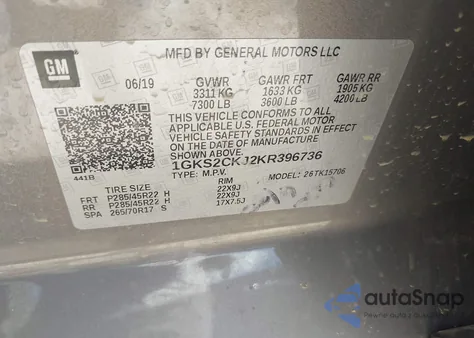 GM
MFD BY GENERAL MOTORS LLC
06/19 GVWR GAWR FRT GAWR RR
3311 KG 1633 KG 1905 KG
7300 LB 3600 LB 4200 LB
THIS VEHICLE CONFORMS TO ALL
APPLICABLE U.S. FEDERAL MOTOR
VEHICLE SAFETY STANDARDS IN EFFECT
ON THE DATE OF MANUFACTURE
SHOWN ABOVE.
1GKS2CKJ2KR396736
441B TYPE: M.P.V. 26TK15706
TIRE SIZE RIM
FRT P285/45R22 H 22X9J
RR P285/45R22 H 22X9J
SPA 265/70R17 S 17X7.5J
autoSnap
Pewne auta z